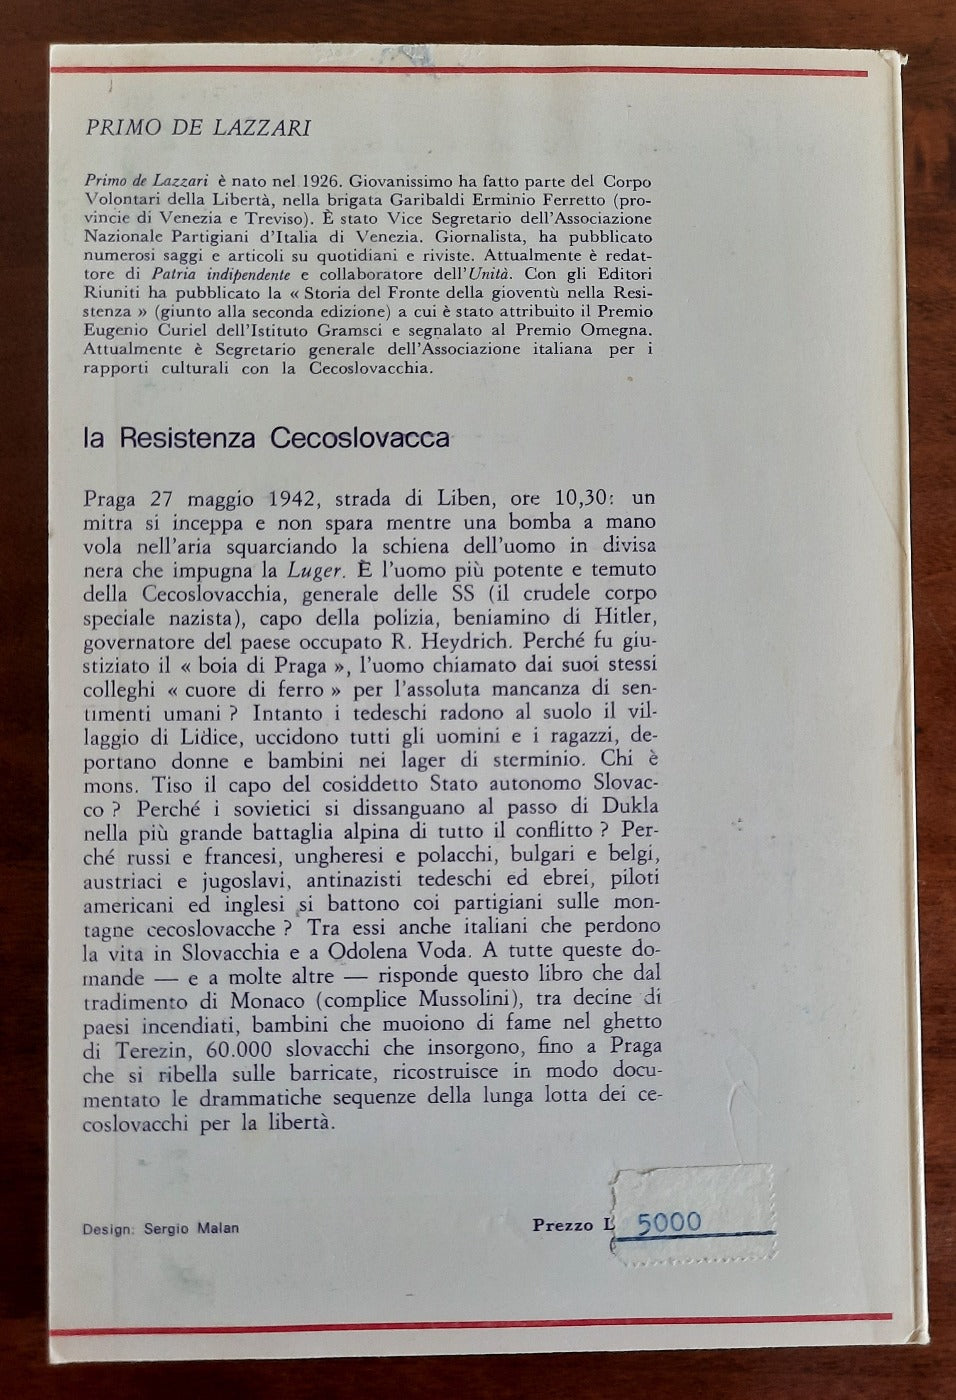 PRIMO DE LAZZARI
Primo de Lazzari è nato nel 1926. Giovanissimo ha fatto parte del Corpo
Volontari della Libertà, nella brigata Garibaldi Erminio Ferretto (pro-
vincie di Venezia e Treviso). È stato Vice Segretario dell'Associazione
Nazionale Partigiani d'Italia di Venezia. Giornalista, ha pubblicato
numerosi saggi e articoli su quotidiani e riviste. Attualmente è redat-
tore di Patria indipendente e collaboratore dell'Unità. Con gli Editori
Riuniti ha pubblicato la « Storia del Fronte della gioventù nella Resi-
stenza » (giunto alla seconda edizione) a cui è stato attribuito il Premio
Eugenio Curiel dell'Istituto Gramsci e segnalato al Premio Omegna.
Attualmente è Segretario generale dell'Associazione italiana per i
rapporti culturali con la Cecoslovacchia.
la Resistenza Cecoslovacca
Praga 27 maggio 1942, strada di Liben, ore 10,30: un
mitra si inceppa e non spara mentre una bomba a mano
vola nell'aria squarciando la schiena dell'uomo in divisa
nera che impugna la Luger. È l'uomo più potente e temuto
della Cecoslovacchia, generale delle SS (il crudele corpo
speciale nazista), capo della polizia, beniamino di Hitler,
governatore del paese occupato R. Heydrich. Perché fu giu-
stiziato il « boia di Praga », l'uomo chiamato dai suoi stessi
colleghi « cuore di ferro » per l'assoluta mancanza di sen-
timenti umani ? Intanto i tedeschi radono al suolo il vil-
laggio di Lidice, uccidono tutti gli uomini e i ragazzi, de-
portano donne e bambini nei lager di sterminio. Chi è
mons. Tiso il capo del cosiddetto Stato autonomo Slovac-
co ? Perché i sovietici si dissanguano al passo di Dukla
nella più grande battaglia alpina di tutto il conflitto ? Per-
ché russi e francesi, ungheresi e polacchi, bulgari e belgi,
austriaci e jugoslavi, antinazisti tedeschi ed ebrei, piloti
americani ed inglesi si battono coi partigiani sulle mon-
tagne cecoslovacche ? Tra essi anche italiani che perdono
la vita in Slovacchia e a Odolena Voda. A tutte queste do-
mande — e a molte altre — risponde questo libro che dal
tradimento di Monaco (complice Mussolini), tra decine di
paesi incendiati, bambini che muoiono di fame nel ghetto
di Terezin, 60.000 slovacchi che insorgono, fino a Praga
che si ribella sulle barricate, ricostruisce in modo docu-
mentato le drammatiche sequenze della lunga lotta dei ce-
coslovacchi per la libertà.
Design: Sergio Malan
Prezzo L 5000